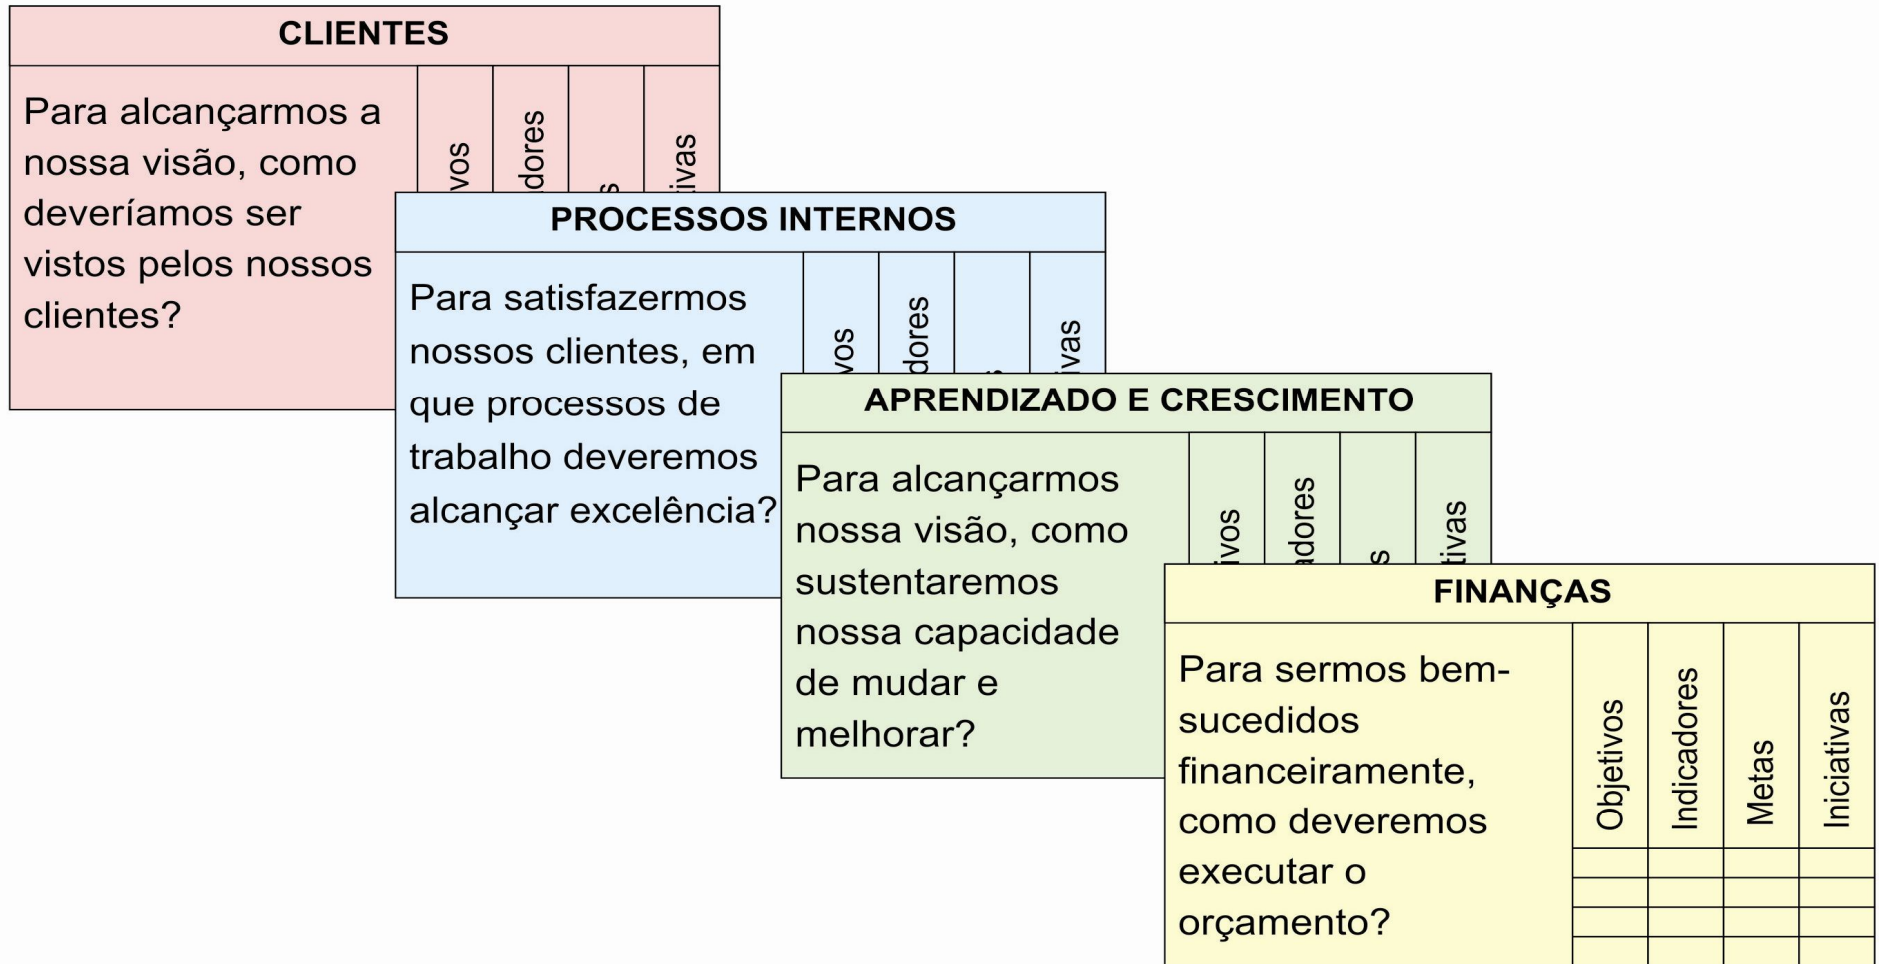 CLIENTES
Para alcançarmos a
nossa visão, como
deveríamos ser
vistos pelos nossos
clientes?
PROCESSOS INTERNOS
Para satisfazermos
nossos clientes, em
que processos de
trabalho deveremos
alcançar excelência?
APRENDIZADO E CRESCIMENTO
Para alcançarmos
nossa visão, como
sustentaremos
nossa capacidade
de mudar e
melhorar?
FINANÇAS
Para sermos bem-
sucedidos
financeiramente,
como deveremos
executar o
orçamento?
Objetivos
Indicadores
Metas
Iniciativas